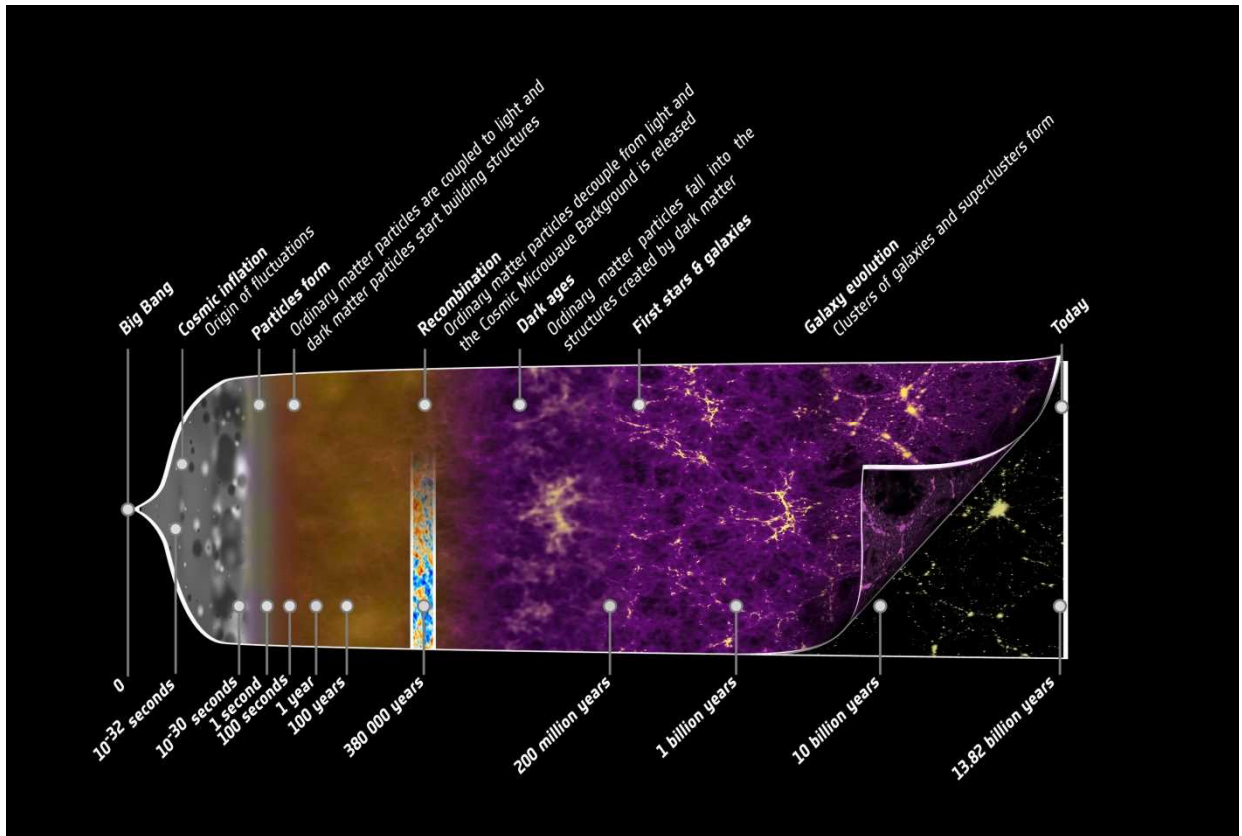 Big Bang
Cosmic inflation
Origin of fluctuations
Particles form
Ordinary matter particles are coupled to light and
dark matter particles start building structures
Recombination
Ordinary matter particles decouple from light and
the Cosmic Microwave Background is released
Dark ages
Ordinary matter particles fall into the
structures created by dark matter
First stars & galaxies
Galaxy evolution
Clusters of galaxies and superclusters form
Today
0
10⁻³² seconds
10⁻³⁰ seconds
1 second
100 seconds
1 year
100 years
380 000 years
200 million years
1 billion years
10 billion years
13.82 billion years